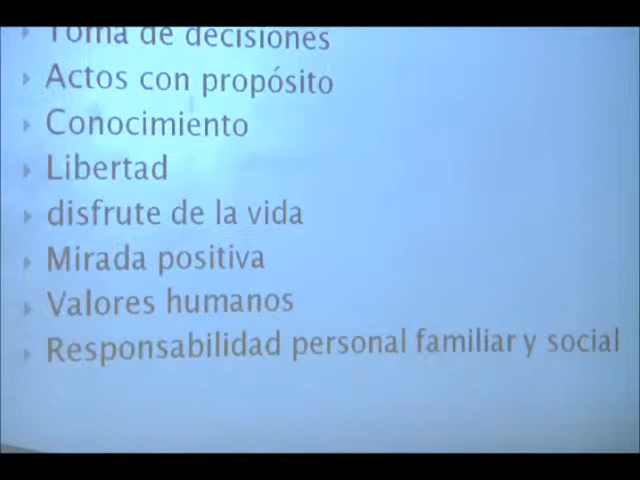 Toma de decisiones
Actos con propósito
Conocimiento
Libertad
disfrute de la vida
Mirada positiva
Valores humanos
Responsabilidad personal familiar y social